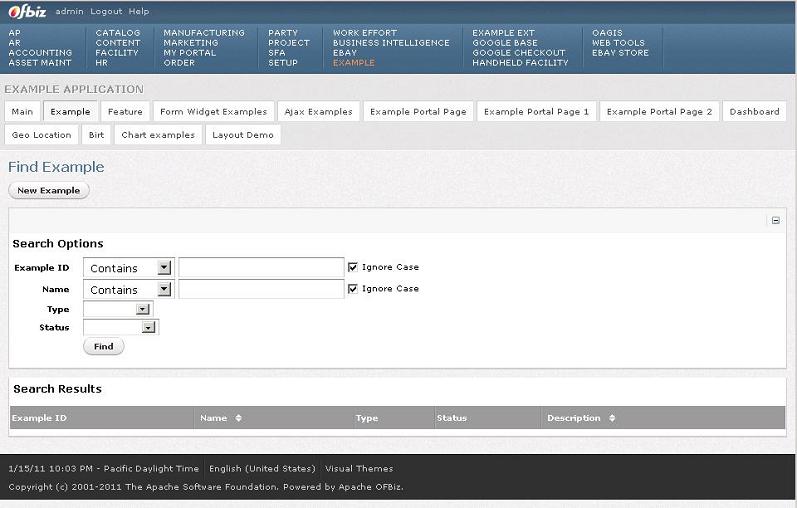 Ofbiz admin Logout Help
AP CATALOG MANUFACTURING PARTY WORK EFFORT EXAMPLE EXT OAGIS
AR CONTENT MARKETING PROJECT BUSINESS INTELLIGENCE GOOGLE BASE WEB TOOLS
ACCOUNTING FACILITY MY PORTAL SFA EBAY GOOGLE CHECKOUT EBAY STORE
ASSET MAINT HR ORDER SETUP EXAMPLE HANDHELD FACILITY
EXAMPLE APPLICATION
Main Example Feature Form Widget Examples Ajax Examples Example Portal Page Example Portal Page 1 Example Portal Page 2 Dashboard
Geo Location Birt Chart examples Layout Demo
Find Example
New Example
Search Options
Example ID Contains Ignore Case
Name Contains Ignore Case
Type
Status
Find
Search Results
Example ID Name Type Status Description
1/15/11 10:03 PM - Pacific Daylight Time English (United States) Visual Themes
Copyright (c) 2001-2011 The Apache Software Foundation. Powered by Apache OFBiz.